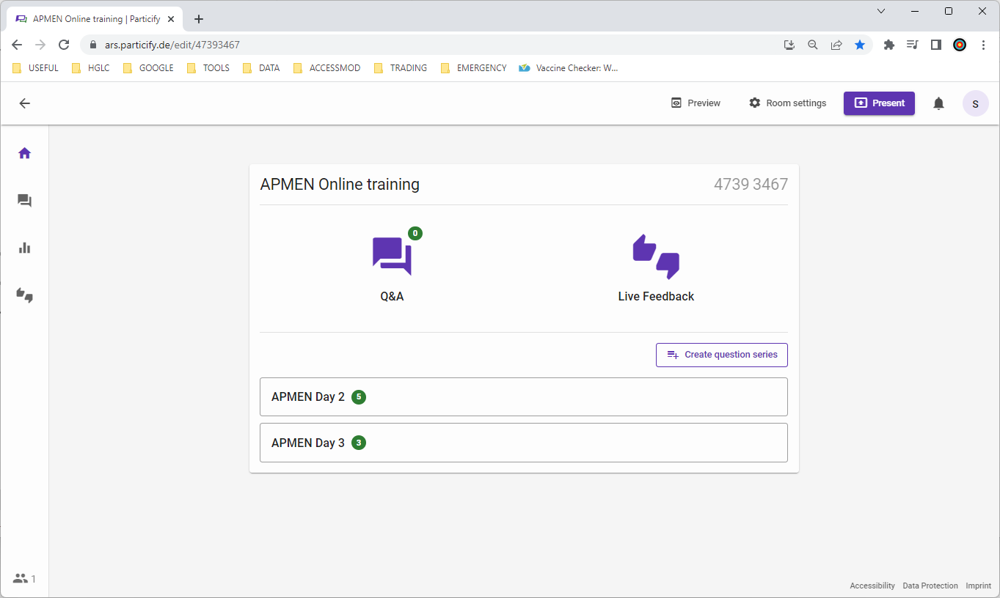 APMEN Online training | Particify
ars.particify.de/edit/47393467
USEFUL HGLC GOOGLE TOOLS DATA ACCESSMOD TRADING EMERGENCY Vaccine Checker: W...
Preview Room settings Present S
APMEN Online training 4739 3467
0
Q&A Live Feedback
Create question series
APMEN Day 2 5
APMEN Day 3 3
1
Accessibility Data Protection Imprint